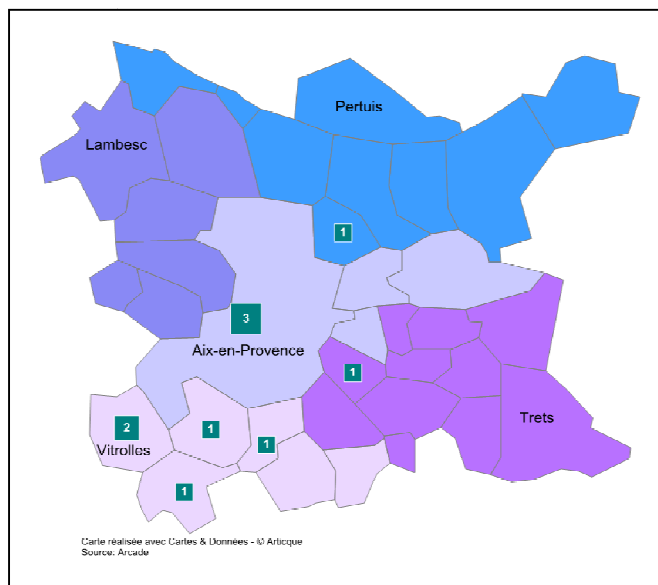 Pertuis
Lambesc
1
3
Aix-en-Provence
1
Trets
2
1
1
Vitrolles
1
Carte réalisée avec Cartes & Données - © Articque
Source: Arcade